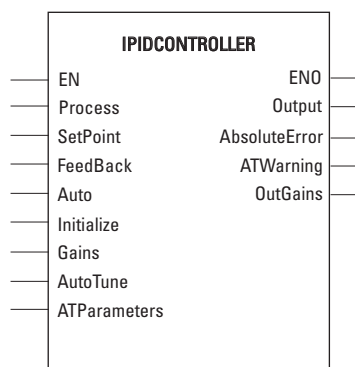 IPIDCONTROLLER
EN ENO
Process Output
SetPoint AbsoluteError
FeedBack ATWarning
Auto OutGains
Initialize
Gains
AutoTune
ATParameters